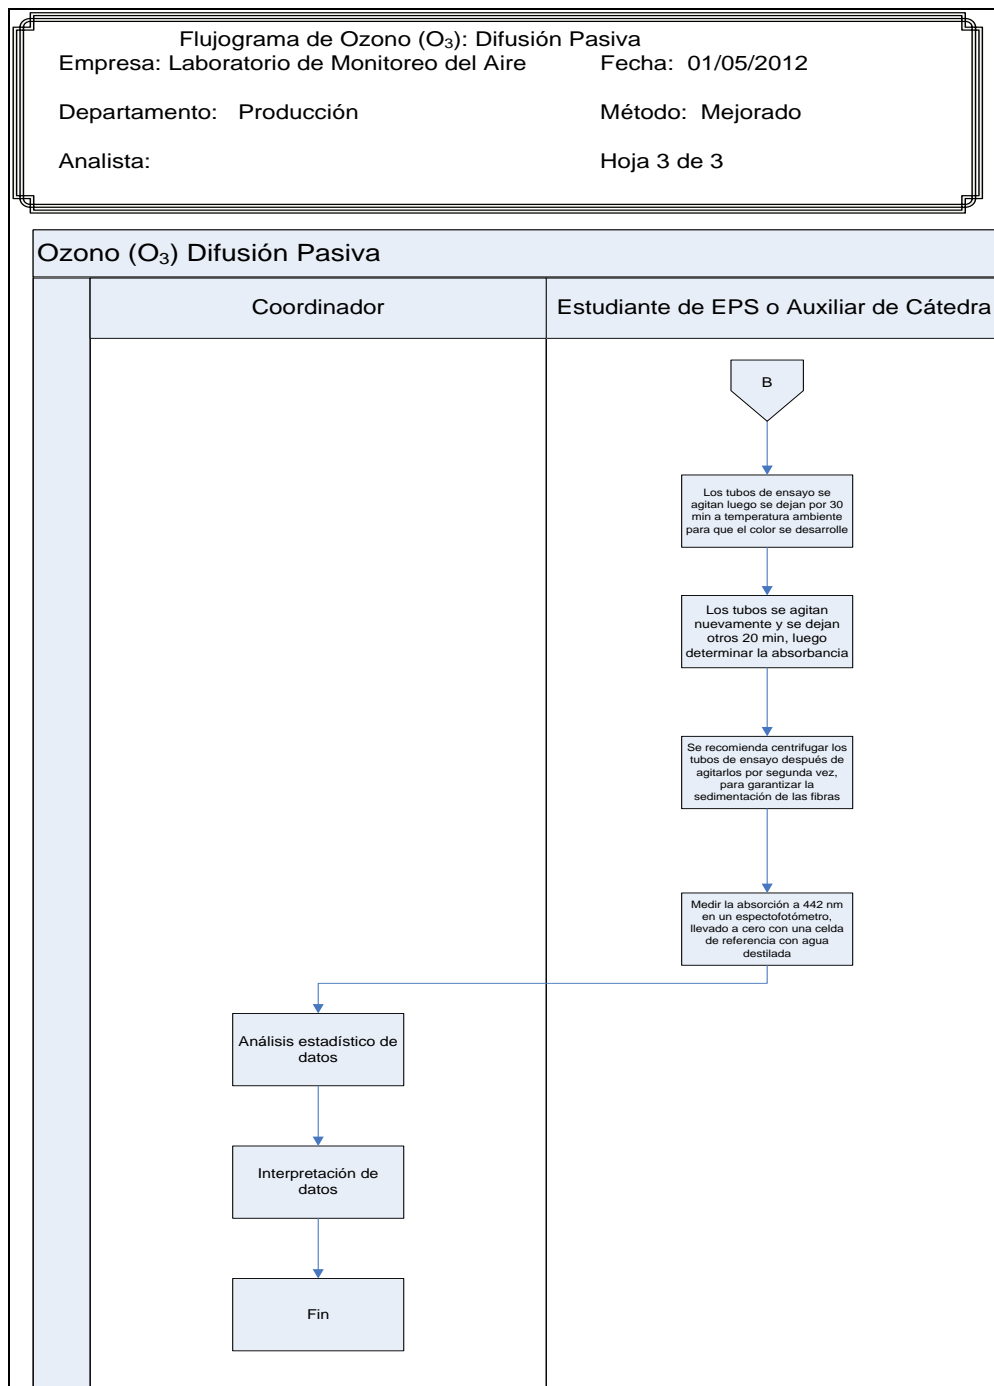 Flujograma de Ozono (O₃): Difusión Pasiva
Empresa: Laboratorio de Monitoreo del Aire Fecha: 01/05/2012
Departamento: Producción Método: Mejorado
Analista: Hoja 3 de 3
Ozono (O₃) Difusión Pasiva
Coordinador Estudiante de EPS o Auxiliar de Cátedra
B
Los tubos de ensayo se
agitan luego se dejan por 30
min a temperatura ambiente
para que el color se desarrolle
Los tubos se agitan
nuevamente y se dejan
otros 20 min, luego
determinar la absorbancia
Se recomienda centrifugar los
tubos de ensayo después de
agitarlos por segunda vez,
para garantizar la
sedimentación de las fibras
Medir la absorción a 442 nm
en un espectofotómetro,
llevado a cero con una celda
de referencia con agua
destilada
Análisis estadístico de
datos
Interpretación de
datos
Fin